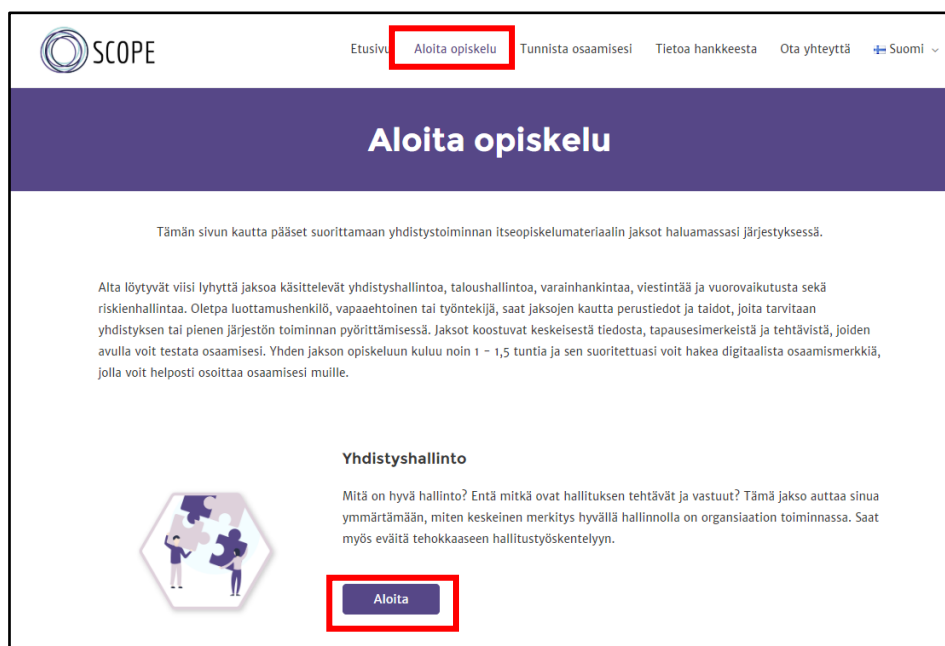 SCOPE
Etusivu Aloita opiskelu Tunnista osaamisesi Tietoa hankkeesta Ota yhteyttä Suomi
Aloita opiskelu
Tämän sivun kautta pääset suorittamaan yhdistystoiminnan itseopiskelumateriaalin jaksot haluamassasi järjestyksessä.
Alta löytyvät viisi lyhyttä jaksoa käsittelevät yhdistyshallintoa, taloushallintoa, varainhankintaa, viestintää ja vuorovaikutusta sekä
riskienhallintaa. Oletpa luottamushenkilö, vapaaehtoinen tai työntekijä, saat jaksojen kautta perustiedot ja taidot, joita tarvitaan
yhdistyksen tai pienen järjestön toiminnan pyörittämisessä. Jaksot koostuvat keskeisestä tiedosta, tapausesimerkeistä ja tehtävistä, joiden
avulla voit testata osaamisesi. Yhden jakson opiskeluun kuluu noin 1 – 1,5 tuntia ja sen suoritettuasi voit hakea digitaalista osaamismerkkiä,
jolla voit helposti osoittaa osaamisesi muille.
Yhdistyshallinto
Mitä on hyvä hallinto? Entä mitkä ovat hallituksen tehtävät ja vastuut? Tämä jakso auttaa sinua
ymmärtämään, miten keskeinen merkitys hyvällä hallinnolla on organsiaation toiminnassa. Saat
myös eväitä tehokkaaseen hallitustyöskentelyyn.
Aloita